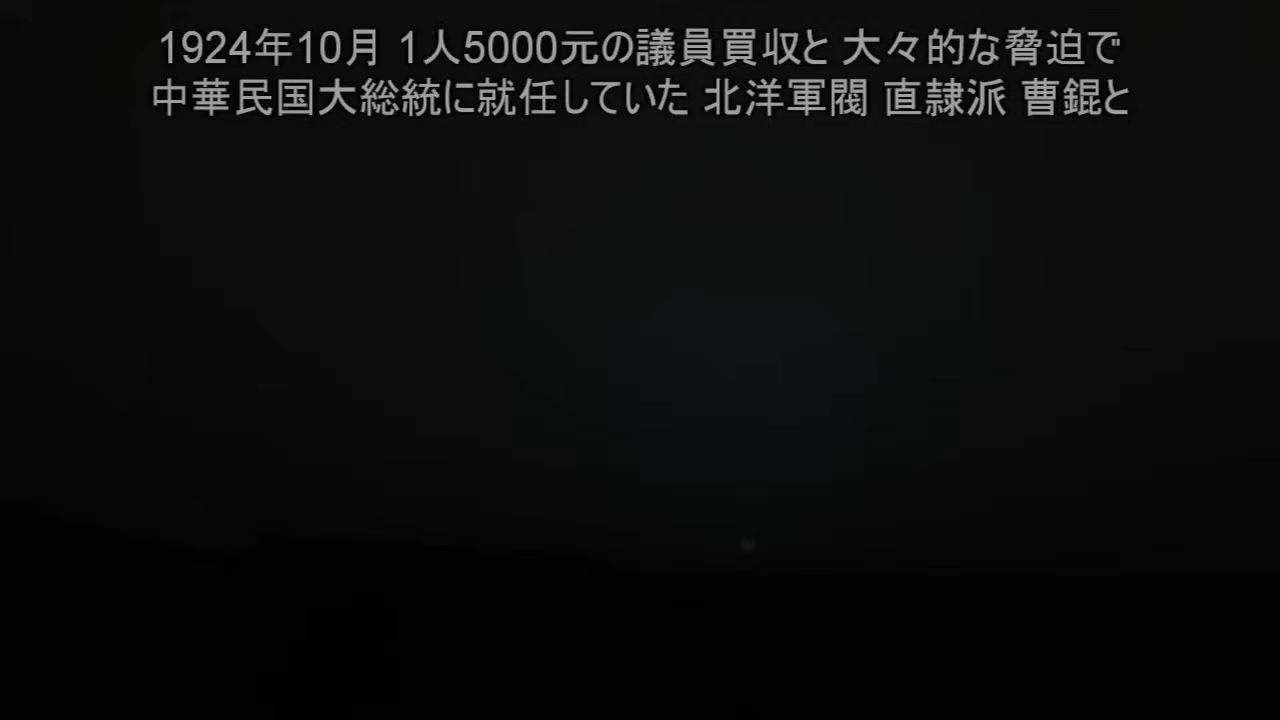 1924年10月 1人5000元の議員買収と 大々的な脅迫で
中華民国大総統に就任していた 北洋軍閥 直隷派 曹錕と